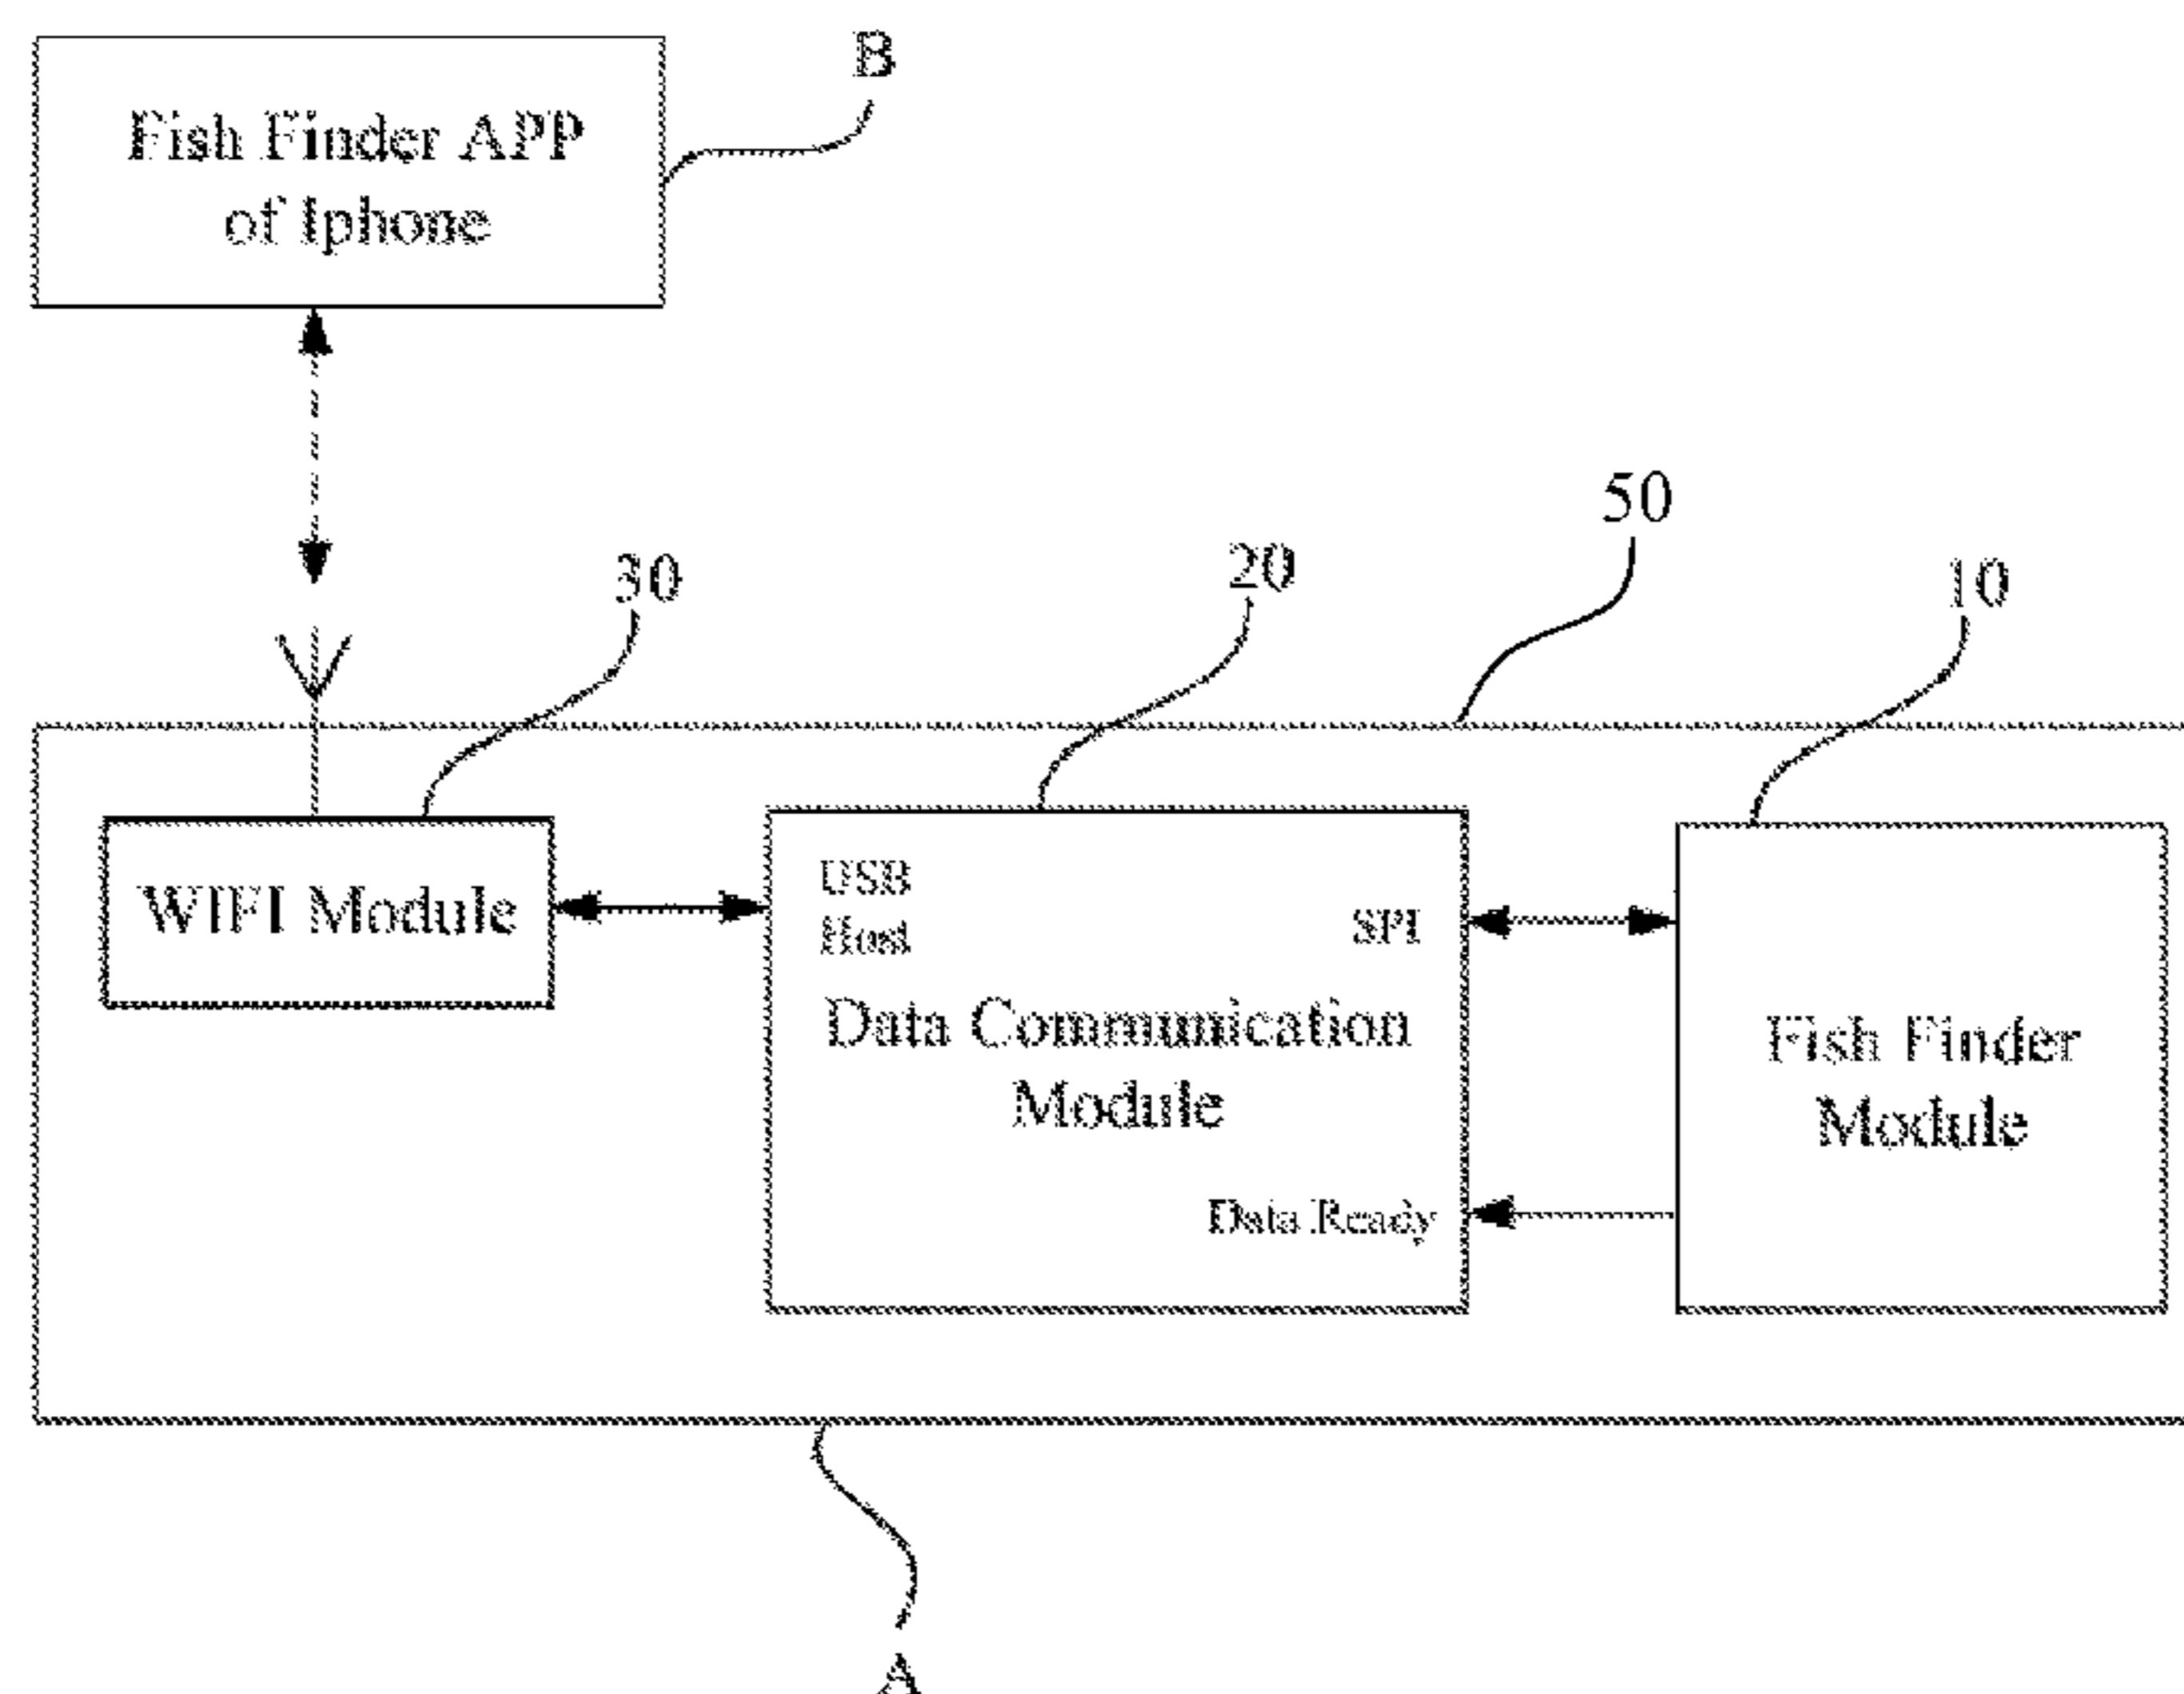 B
Fish Finder APP
of Iphone
50
30
20
10
WIFI Module
USB
Host
SPI
Data Communication
Module
Fish Finder
Module
Data Ready
A